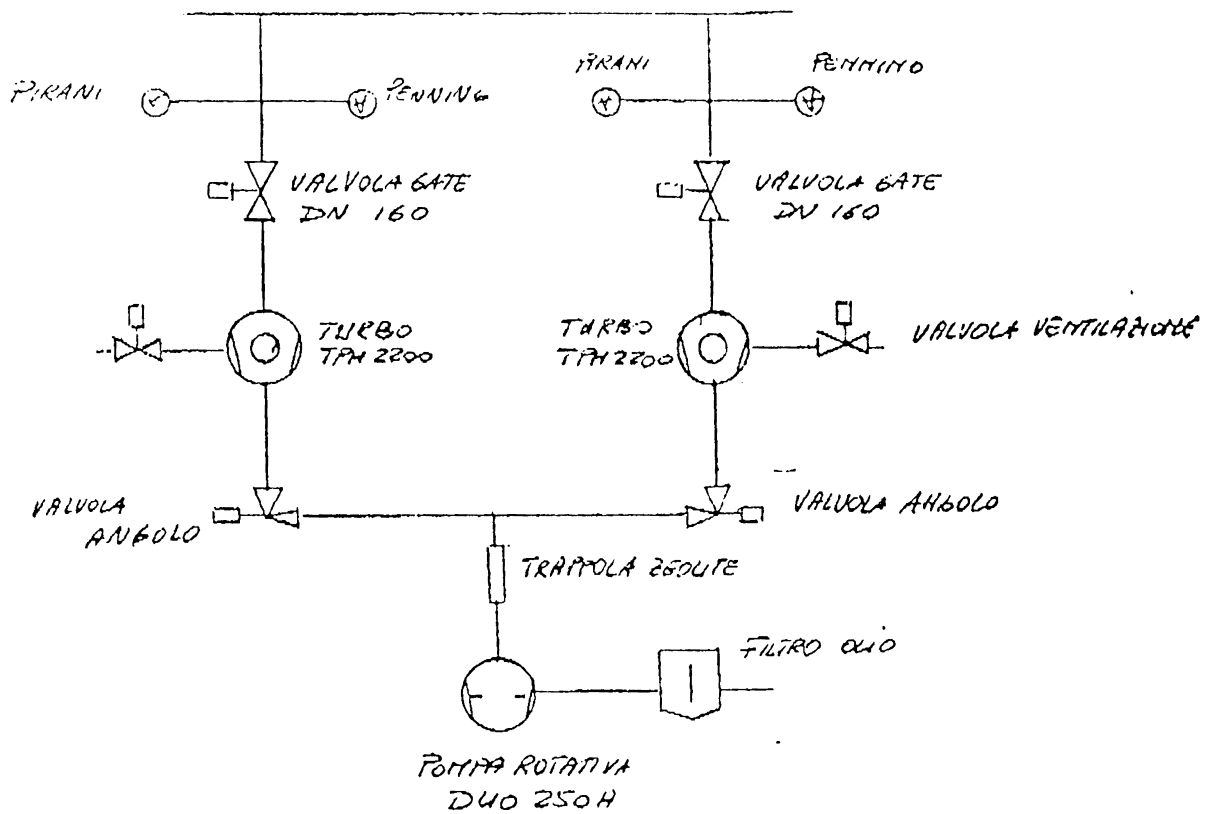 PIRANI
PENNING
PIRANI
PENNING
VALVOLA GATE
DN 160
VALVOLA GATE
DN 160
TURBO
TPH 2200
TURBO
TPH 2200
VALVOLA VENTILAZIONE
VALVOLA
ANGOLO
VALVOLA ANGOLO
TRAPPOLA ZEOLITE
FILTRO OLIO
POMPA ROTATIVA
DUO 250H